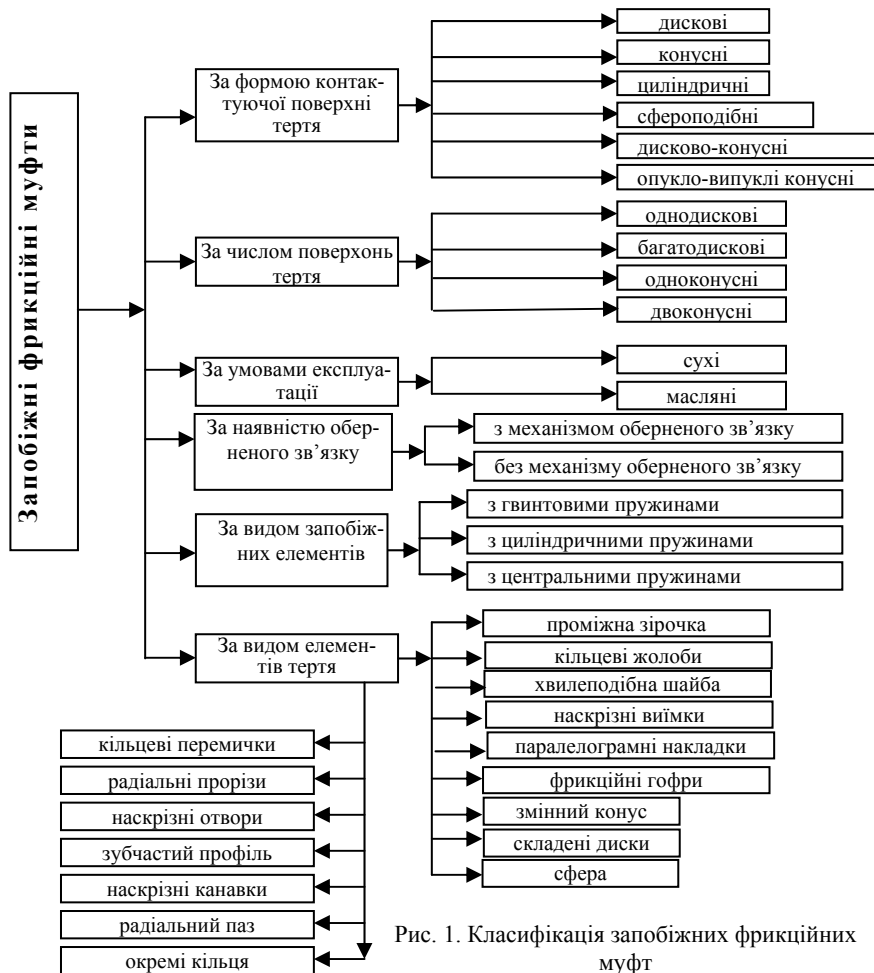 Запобіжні фрикційні муфти
За формою контак-
туючої поверхні
тертя
дискові
конусні
циліндричні
сфероподібні
дисково-конусні
опукло-випуклі конусні
За числом поверхонь
тертя
однодискові
багатодискові
одноконусні
двоконусні
За умовами експлуа-
тації
сухі
масляні
За наявністю обер-
неного зв’язку
з механізмом оберненого зв’язку
без механізму оберненого зв’язку
За видом запобіж-
них елементів
з гвинтовими пружинами
з циліндричними пружинами
з центральними пружинами
За видом елемен-
тів тертя
проміжна зірочка
кільцеві жолоби
хвилеподібна шайба
наскрізні виїмки
паралелограмні накладки
фрикційні гофри
змінний конус
складені диски
сфера
кільцеві перемички
радіальні прорізи
наскрізні отвори
зубчастий профіль
наскрізні канавки
радіальний паз
окремі кільця
Рис. 1. Класифікація запобіжних фрикційних
муфт